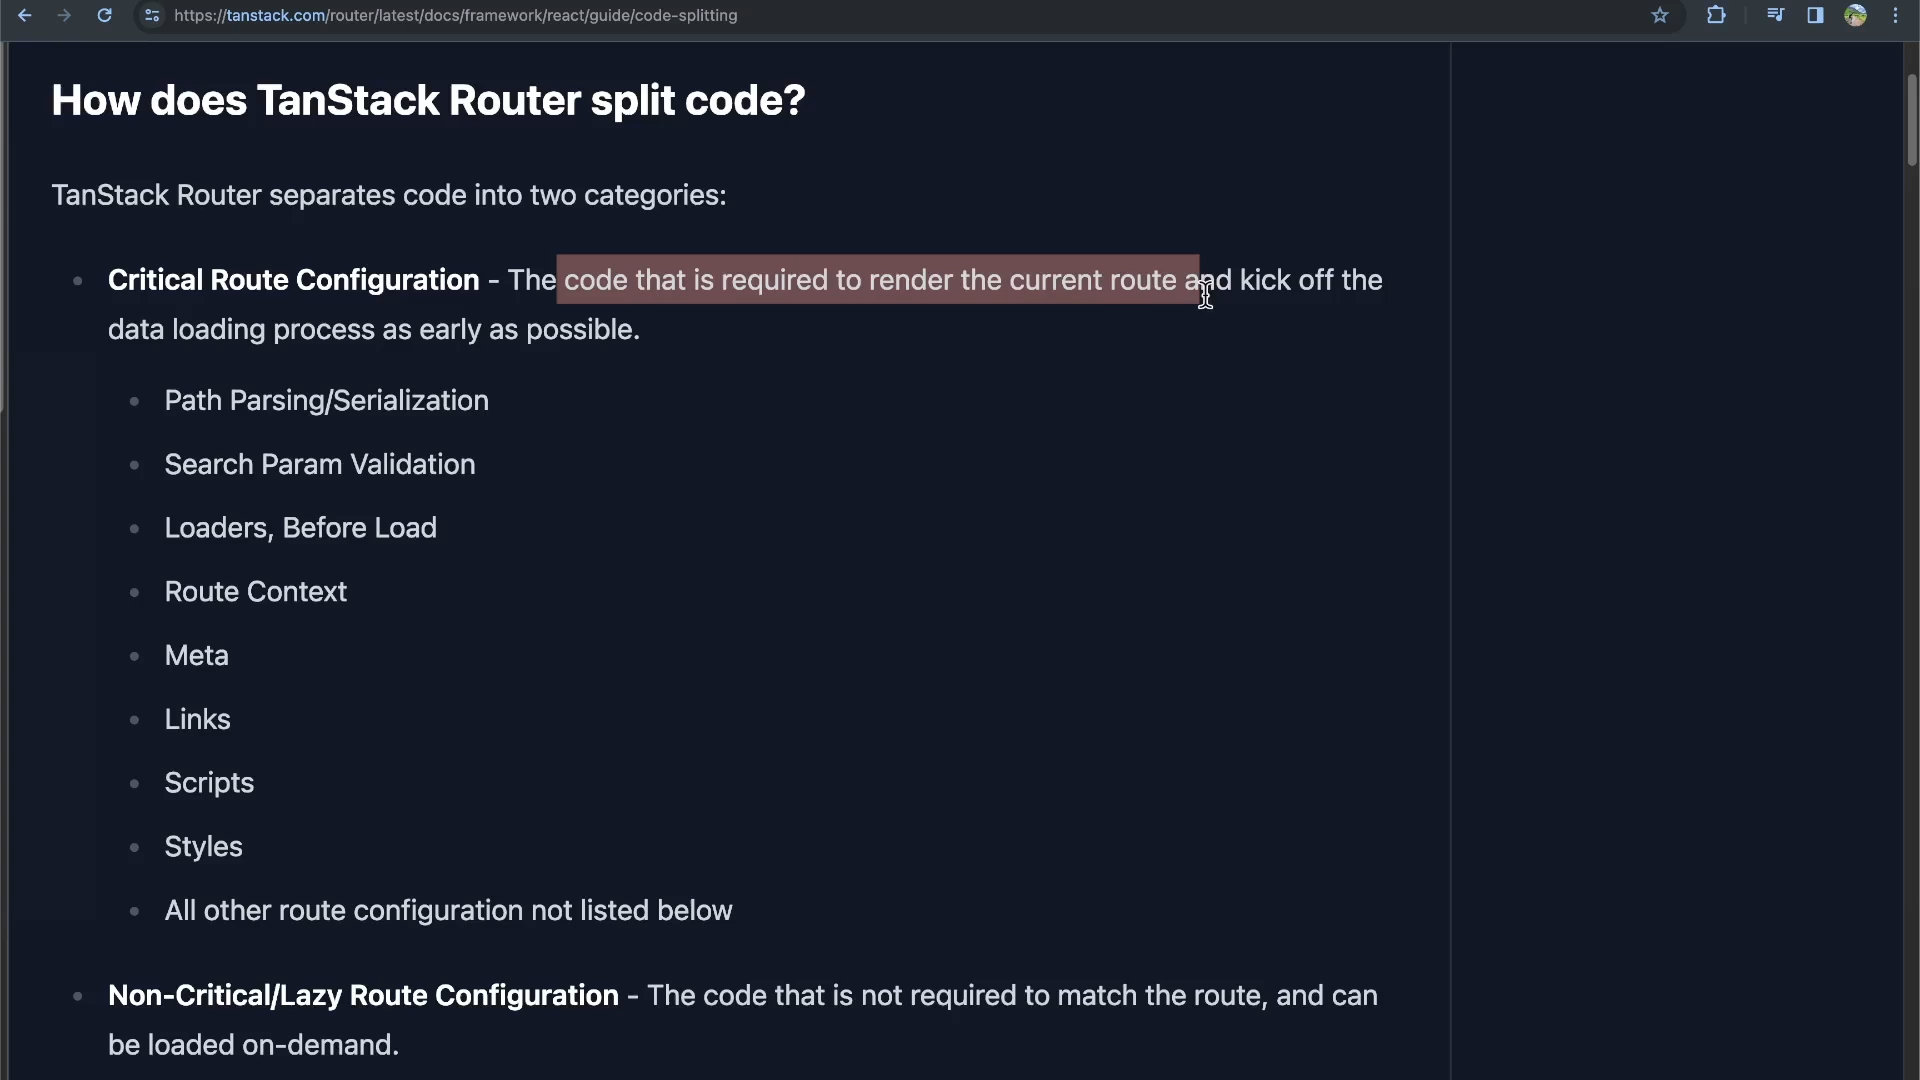 https://tanstack.com/router/latest/docs/framework/react/guide/code-splitting
How does TanStack Router split code?
TanStack Router separates code into two categories:
Critical Route Configuration - The code that is required to render the current route and kick off the
data loading process as early as possible.
Path Parsing/Serialization
Search Param Validation
Loaders, Before Load
Route Context
Meta
Links
Scripts
Styles
All other route configuration not listed below
Non-Critical/Lazy Route Configuration - The code that is not required to match the route, and can
be loaded on-demand.